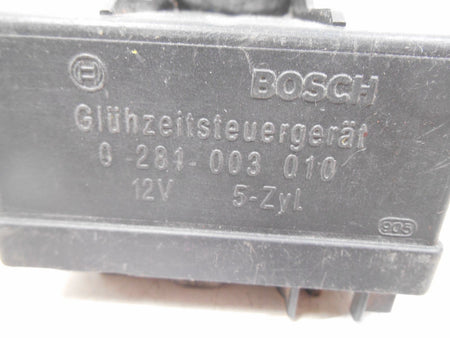 BOSCH
Glühzeitsteuergerät
0 281 003 010
12V 5-Zyl.
905